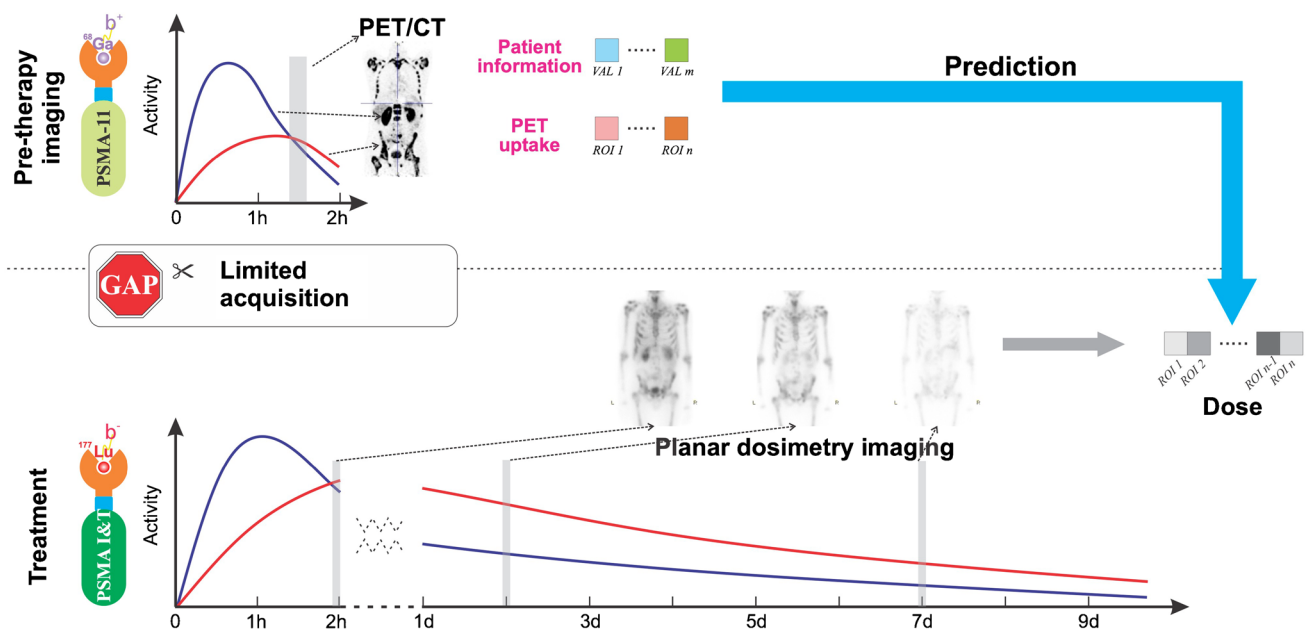 Pre-therapy
imaging
b+
68Ga
PSMA-11
Activity
0
1h
2h
PET/CT
Patient
information
VAL 1
.....
VAL m
PET
uptake
ROI 1
.....
ROI n
Prediction
GAP
Limited
acquisition
L
R
L
R
L
R
Planar dosimetry imaging
.....
ROI 1
ROI 2
ROI n-1
ROI n
Dose
Treatment
b-
177Lu
PSMA I&T
Activity
0
1h
2h
1d
3d
5d
7d
9d